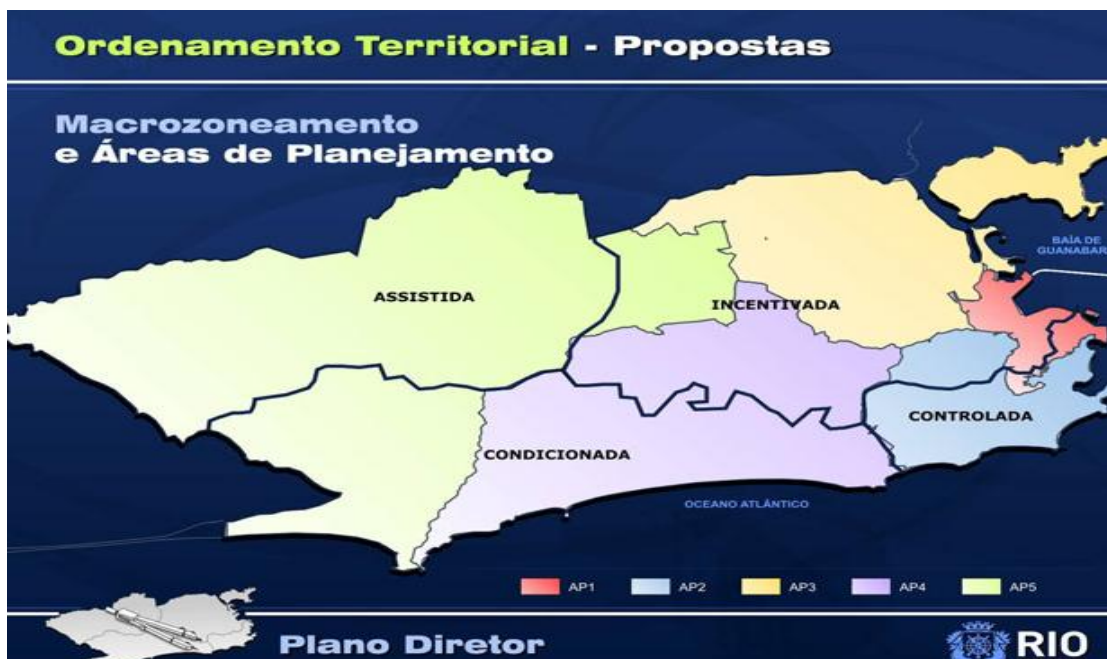 Ordenamento Territorial - Propostas
Macrozoneamento
e Áreas de Planejamento
BAÍA DE
GUANABAR
ASSISTIDA
INCENTIVADA
CONTROLADA
CONDICIONADA
OCEANO ATLÂNTICO
AP1 AP2 AP3 AP4 AP5
Plano Diretor
RIO